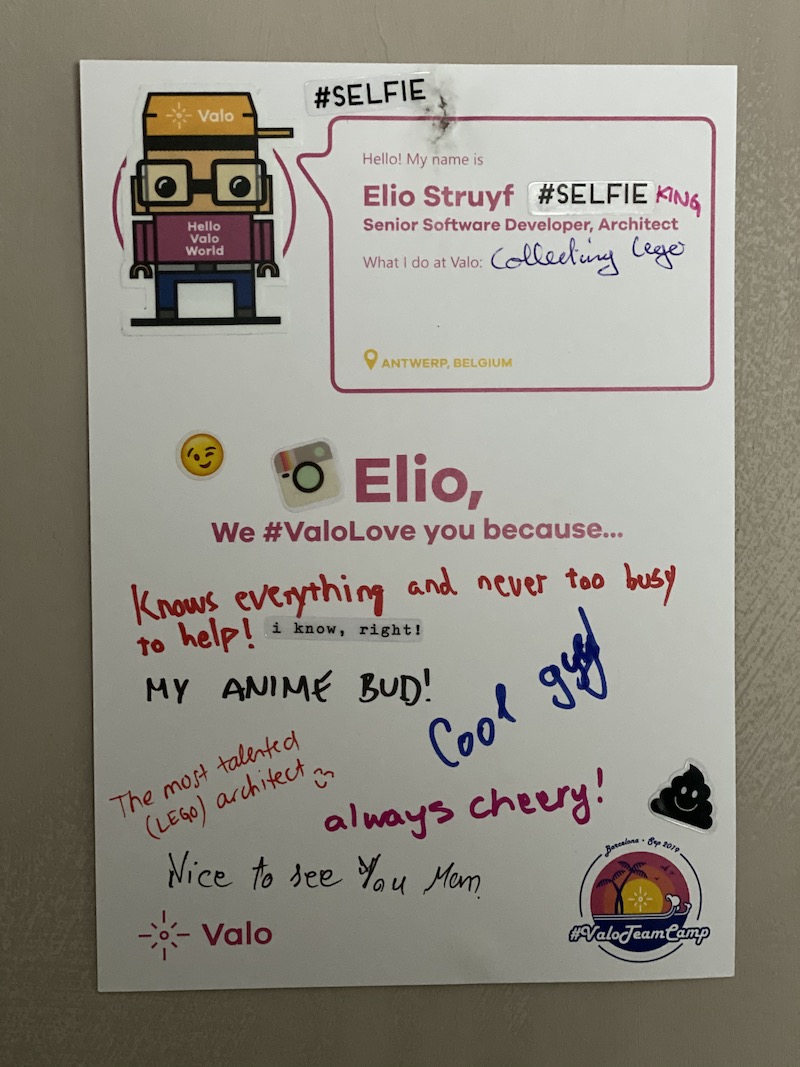 #SELFIE
Valo
Hello
Valo
World
Hello! My name is
Elio Struyf #SELFIE KING
Senior Software Developer, Architect
What I do at Valo: Collecting Lego
ANTWERP, BELGIUM
Elio,
We #ValoLove you because...
Knows everything and never too busy
to help! i know, right!
MY ANIME BUD!
Cool guy!
The most talented
(LEGO) architect
always cheery!
Nice to see You Man
Valo
Barcelona • Sep 2019
#ValoTeamCamp